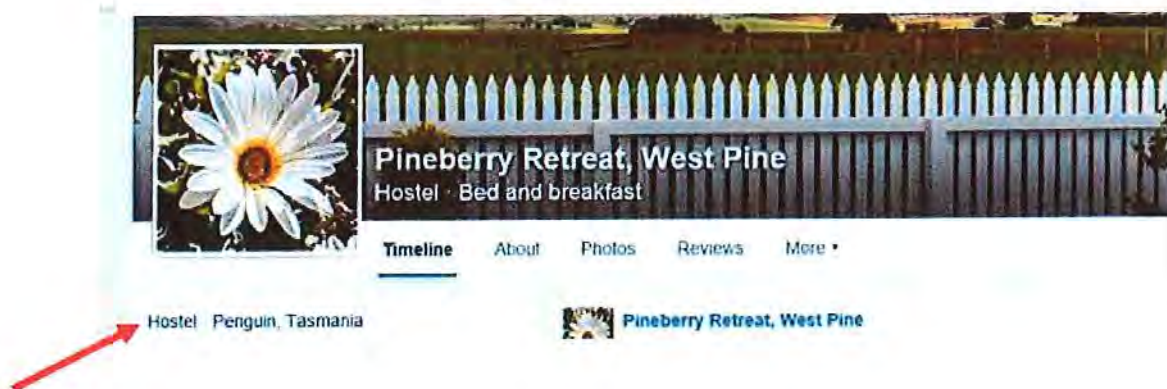 Pineberry Retreat, West Pine
Hostel · Bed and breakfast
Timeline About Photos Reviews More
Hostel Penguin, Tasmania
Pineberry Retreat, West Pine